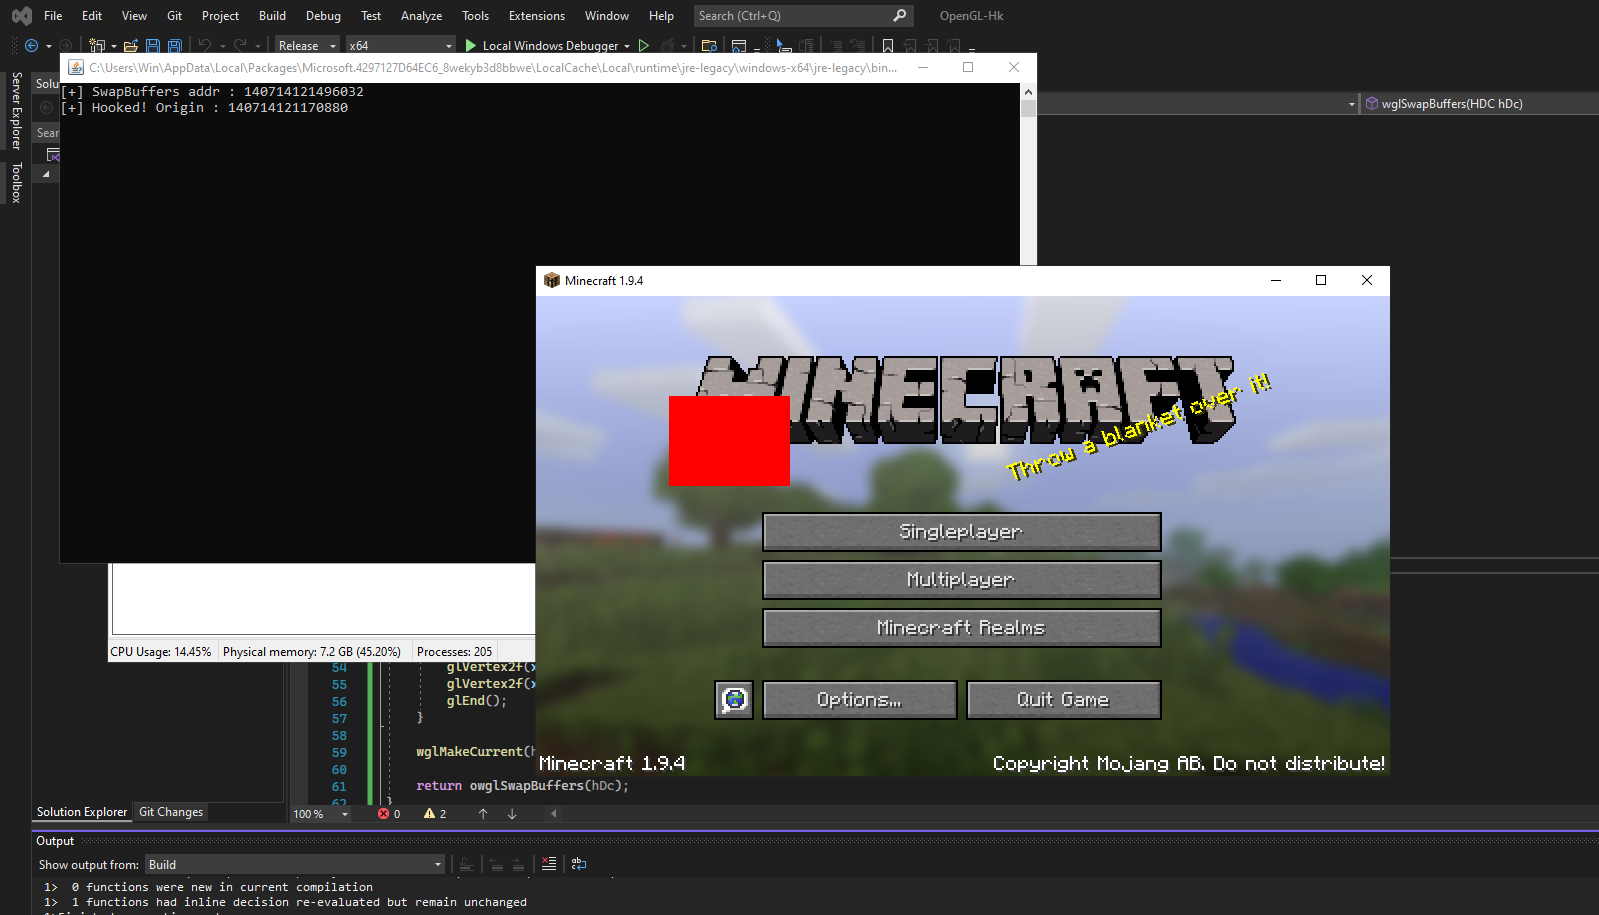 File Edit View Git Project Build Debug Test Analyze Tools Extensions Window Help Search (Ctrl+Q) OpenGL-Hk
Release x64 Local Windows Debugger
Server Explorer
Toolbox
Solu
Sear
C:\Users\Win\AppData\Local\Packages\Microsoft.4297127D64EC6_8wekyb3d8bbwe\LocalCache\Local\runtime\jre-legacy\windows-x64\jre-legacy\bin...
[+] SwapBuffers addr : 140714121496032
[+] Hooked! Origin : 140714121170880
wglSwapBuffers(HDC hDc)
Minecraft 1.9.4
MINECRAFT
Throw a blanket over it!
Singleplayer
Multiplayer
Minecraft Realms
Options...
Quit Game
Minecraft 1.9.4
Copyright Mojang AB. Do not distribute!
CPU Usage: 14.45% Physical memory: 7.2 GB (45.20%) Processes: 205
54 glVertex2f(x
55 glVertex2f(x
56 glEnd();
57 }
58
59 wglMakeCurrent(h
60
61 return owglSwapBuffers(hDc);
62 }
Solution Explorer Git Changes
100 % 0 2
Output
Show output from: Build
1> 0 functions were new in current compilation
1> 1 functions had inline decision re-evaluated but remain unchanged